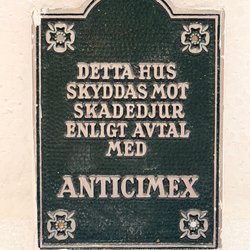 DETTA HUS
SKYDDAS MOT
SKADEDJUR
ENLIGT AVTAL
MED
ANTICIMEX